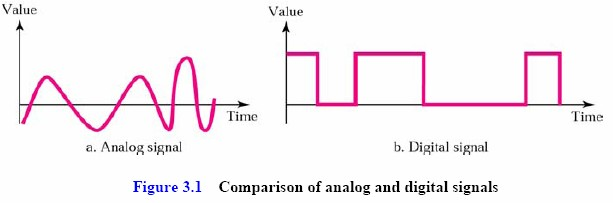 Value
Time
a. Analog signal
Value
Time
b. Digital signal
Figure 3.1 Comparison of analog and digital signals